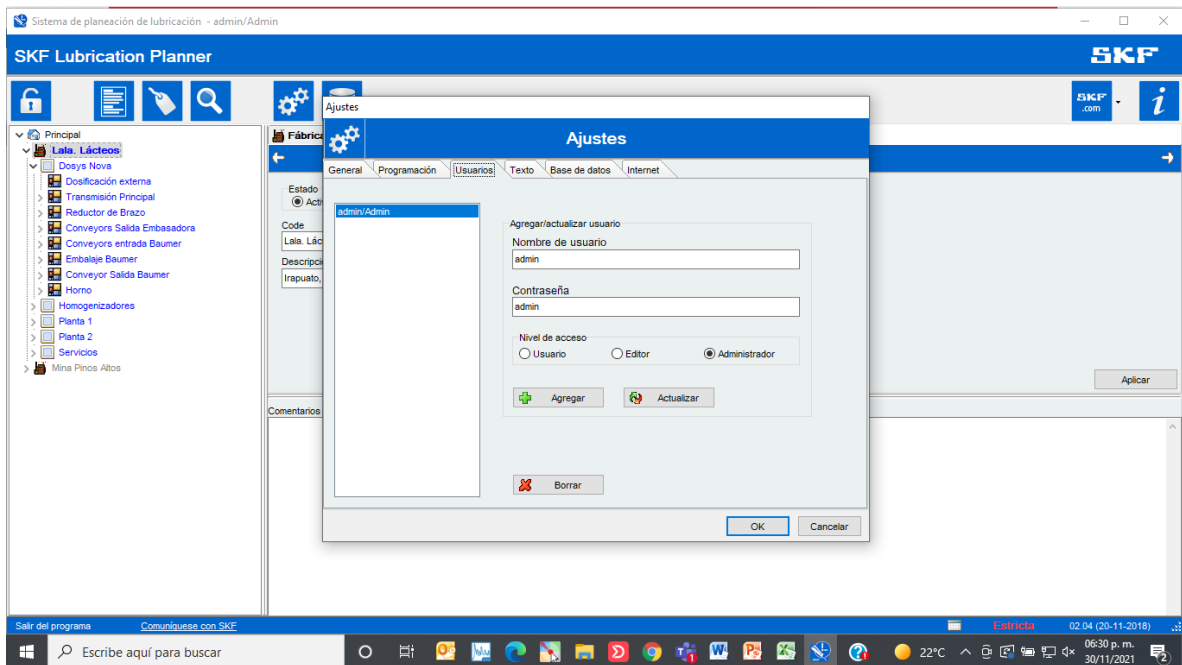 Sistema de planeación de lubricación - admin/Admin
SKF Lubrication Planner
SKF
SKF
.com
i
Principal
Lala. Lácteos
Dosys Nova
Dosificación externa
Transmisión Principal
Reductor de Brazo
Conveyors Salida Embasadora
Conveyors entrada Baumer
Embalaje Baumer
Conveyor Salida Baumer
Horno
Homogenizadores
Planta 1
Planta 2
Servicios
Mina Pinos Altos
Fábrica
Estado
Acti
Code
Lala. Lác
Descripci
Irapuato,
Comentarios
Aplicar
Ajustes
Ajustes
General
Programación
Usuarios
Texto
Base de datos
Internet
admin/Admin
Agregar/actualizar usuario
Nombre de usuario
admin
Contraseña
admin
Nivel de acceso
Usuario
Editor
Administrador
Agregar
Actualizar
Borrar
OK
Cancelar
Salir del programa
Comuníquese con SKF
Estricta
02.04 (20-11-2018)
Escribe aquí para buscar
22°C
06:30 p. m.
30/11/2021